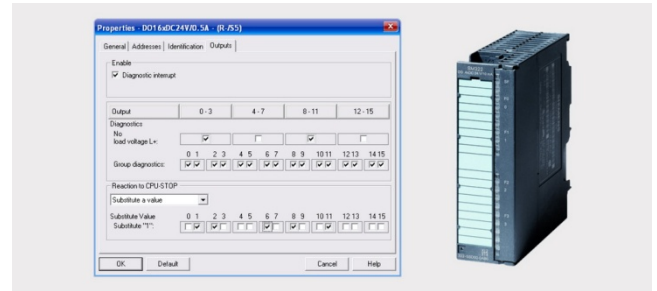 Properties - DO16xDC24V/0.5A - (R-/S5)
General Addresses Identification Outputs
Enable
Diagnostic interrupt
Output 0 - 3 4 - 7 8 - 11 12 - 15
Diagnostics
No
load voltage L+:
0 1 2 3 4 5 6 7 8 9 10 11 12 13 14 15
Group diagnostics:
Reaction to CPU-STOP
Substitute a value
Substitute Value 0 1 2 3 4 5 6 7 8 9 10 11 12 13 14 15
Substitute "1":
OK Default Cancel Help